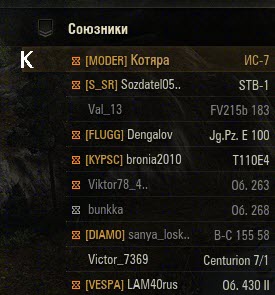 Союзники
K
[MODER] Котяра ИС-7
[S_SR] Sozdatel05.. STB-1
Val_13 FV215b 183
[FLUGG] Dengalov Jg.Pz. E 100
[KYPSC] bronia2010 T110E4
Viktor78_4.. Об. 263
bunkka Об. 268
[DIAMO] sanya_losk.. B-C 155 58
Victor_7369 Centurion 7/1
[VESPA] LAM40rus Об. 430 II